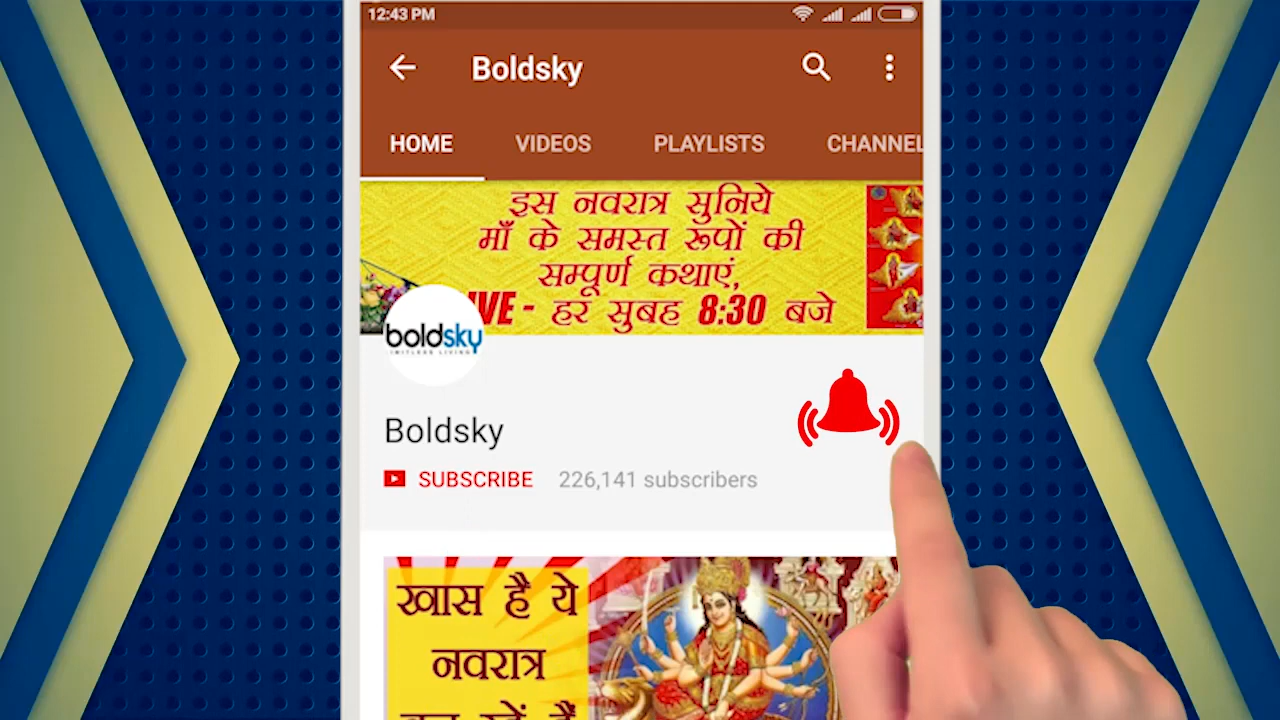 12:43 PM
Boldsky
HOME VIDEOS PLAYLISTS CHANNEL
इस नवरात्र सुनिये
माँ के समस्त रूपों की
सम्पूर्ण कथाएं,
IVE - हर सुबह 8:30 बजे
boldsky
Boldsky
SUBSCRIBE 226,141 subscribers
खास है ये
नवरात्र